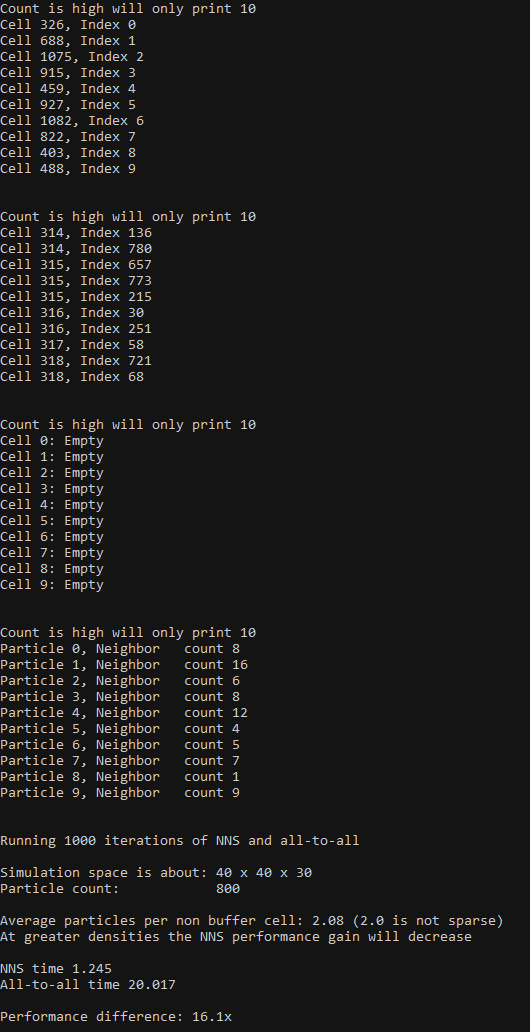 Count is high will only print 10
Cell 326, Index 0
Cell 688, Index 1
Cell 1075, Index 2
Cell 915, Index 3
Cell 459, Index 4
Cell 927, Index 5
Cell 1082, Index 6
Cell 822, Index 7
Cell 403, Index 8
Cell 488, Index 9
Count is high will only print 10
Cell 314, Index 136
Cell 314, Index 780
Cell 315, Index 657
Cell 315, Index 773
Cell 315, Index 215
Cell 316, Index 30
Cell 316, Index 251
Cell 317, Index 58
Cell 318, Index 721
Cell 318, Index 68
Count is high will only print 10
Cell 0: Empty
Cell 1: Empty
Cell 2: Empty
Cell 3: Empty
Cell 4: Empty
Cell 5: Empty
Cell 6: Empty
Cell 7: Empty
Cell 8: Empty
Cell 9: Empty
Count is high will only print 10
Particle 0, Neighbor   count 8
Particle 1, Neighbor   count 16
Particle 2, Neighbor   count 6
Particle 3, Neighbor   count 8
Particle 4, Neighbor   count 12
Particle 5, Neighbor   count 4
Particle 6, Neighbor   count 5
Particle 7, Neighbor   count 7
Particle 8, Neighbor   count 1
Particle 9, Neighbor   count 9
Running 1000 iterations of NNS and all-to-all
Simulation space is about: 40 x 40 x 30
Particle count:            800
Average particles per non buffer cell: 2.08 (2.0 is not sparse)
At greater densities the NNS performance gain will decrease
NNS time 1.245
All-to-all time 20.017
Performance difference: 16.1x